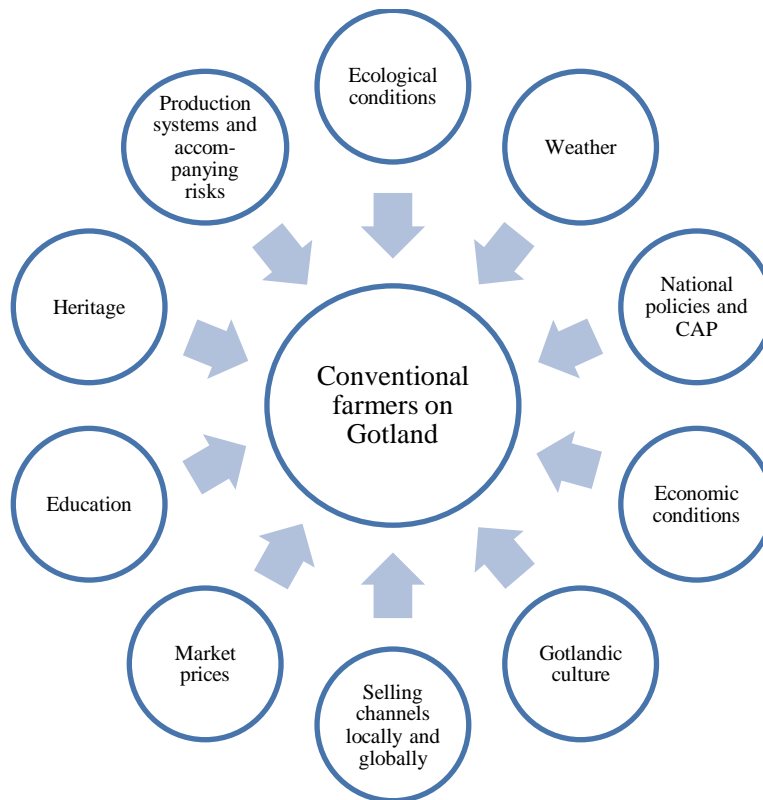 Ecological
conditions
Weather
National
policies and
CAP
Economic
conditions
Gotlandic
culture
Selling
channels
locally and
globally
Market
prices
Education
Heritage
Production
systems and
accom-
panying
risks
Conventional
farmers on
Gotland